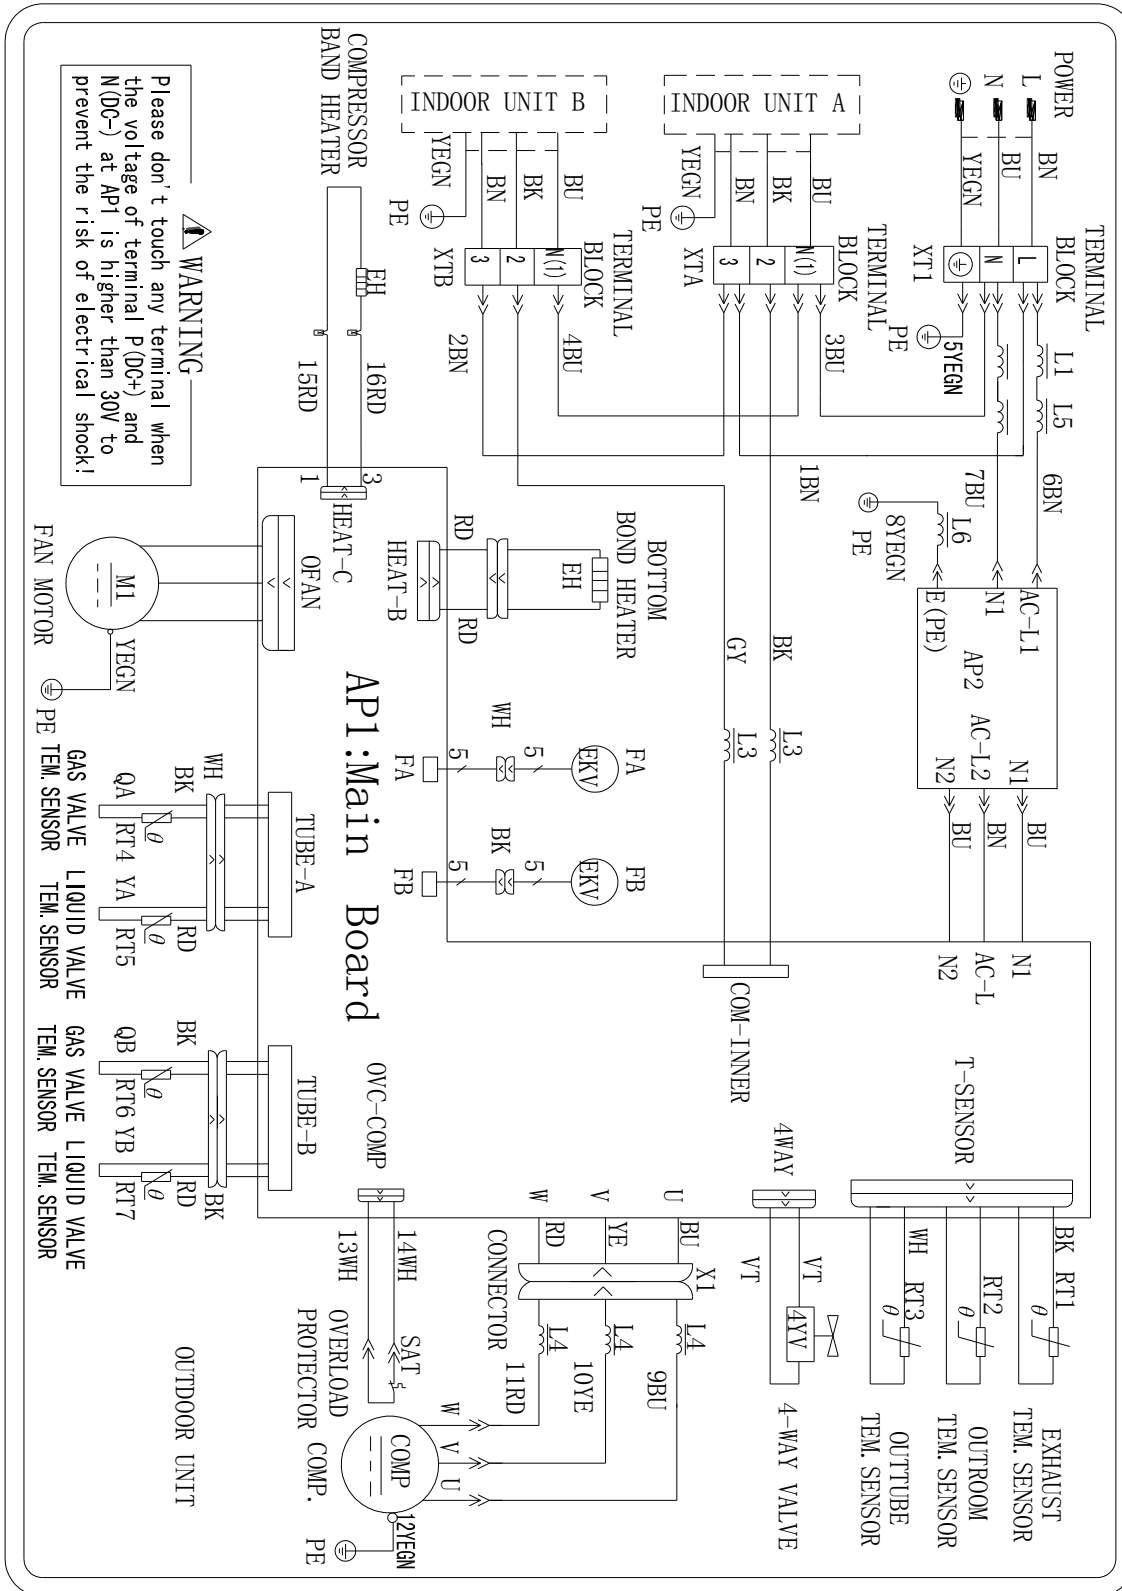 POWER
L
N
BN
BU
YEGN
TERMINAL
BLOCK
XT1
L
N
PE
5YEGN
L1
L5
6BN
7BU
L6
8YEGN
PE
AC-L1
N1
E(PE)
AP2
N1
AC-L2
N2
BU
BN
BU
N1
AC-L
N2
INDOOR UNIT A
BU
BK
BN
YEGN
PE
TERMINAL
BLOCK
XTA
N(1)
2
3
3BU
1BN
INDOOR UNIT B
BU
BK
BN
YEGN
PE
TERMINAL
BLOCK
XTB
N(1)
2
3
4BU
2BN
BK
GY
L3
L3
COM-INNER
COMPRESSOR
BAND HEATER
EH
16RD
15RD
3
1
HEAT-C
BOTTOM
BOND HEATER
EH
RD
RD
HEAT-B
FA
EKV
5
WH
5
FA
FB
EKV
5
BK
5
FB
AP1:Main Board
WARNING
Please don't touch any terminal when
the voltage of terminal P(DC+) and
N(DC-) at AP1 is higher than 30V to
prevent the risk of electrical shock!
OFAN
M1
FAN MOTOR
YEGN
PE
TUBE-A
WH
BK
RD
QA
RT4
YA
RT5
θ
θ
GAS VALVE
TEM. SENSOR
LIQUID VALVE
TEM. SENSOR
TUBE-B
BK
BK
RD
QB
RT6
YB
RT7
θ
θ
GAS VALVE
TEM. SENSOR
LIQUID VALVE
TEM. SENSOR
T-SENSOR
BK
WH
RT1
RT2
RT3
θ
θ
θ
EXHAUST
TEM. SENSOR
OUTROOM
TEM. SENSOR
OUTTUBE
TEM. SENSOR
4WAY
VT
VT
4YV
4-WAY VALVE
U
V
W
BU
YE
RD
X1
CONNECTOR
L4
L4
L4
9BU
10YE
11RD
OVC-COMP
14WH
13WH
SAT
OVERLOAD
PROTECTOR
W
V
U
COMP
COMP.
12YEGN
PE
OUTDOOR UNIT